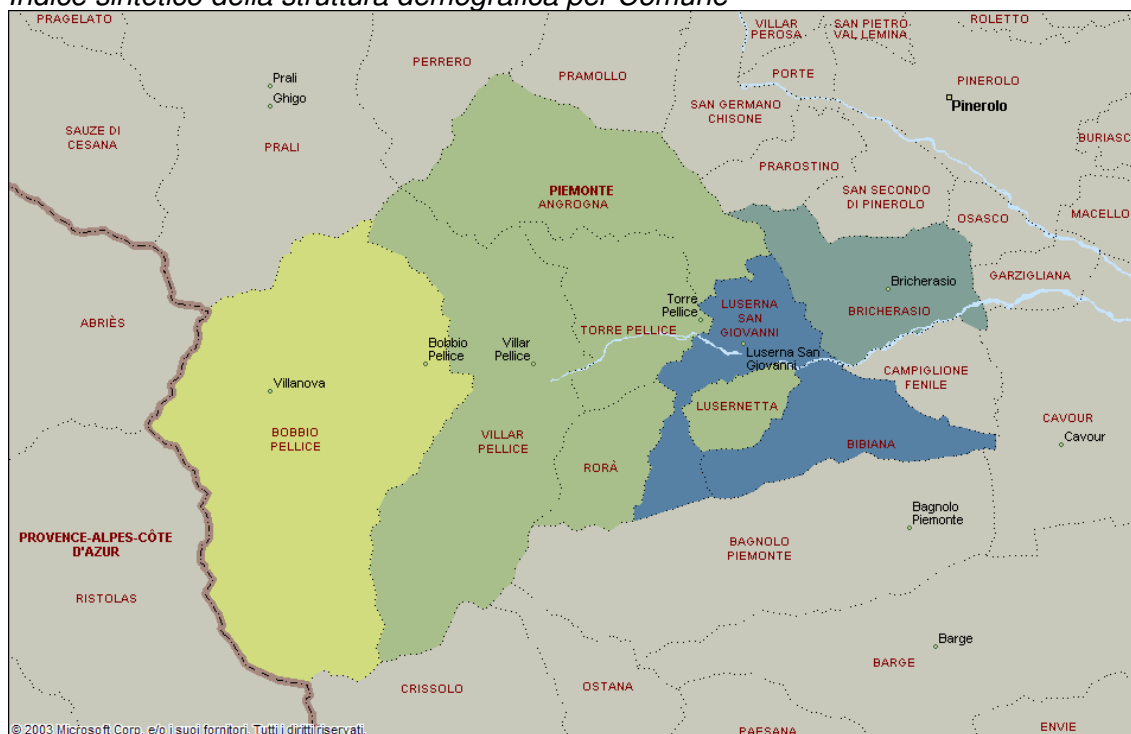 Indice sintetico della struttura demografica per Comune
PRAGELATO
VILLAR
PEROSA
SAN PIETRO
VAL LEMINA
ROLETTO
PERRERO
PRAMOLLO
PORTE
PINEROLO
Prali
Ghigo
Pinerolo
SAN GERMANO
CHISONE
SAUZE DI
CESANA
PRALI
BURIASC
PRAROSTINO
SAN SECONDO
DI PINEROLO
PIEMONTE
ANGROGNA
OSASCO
MACELLO
GARZIGLIANA
Bricherasio
BRICHERASIO
ABRIÈS
Torre
Pellice
TORRE PELLICE
LUSERNA
SAN
GIOVANNI
Luserna San
Giovanni
Bobbio
Pellice
Villar
Pellice
CAMPIGLIONE
FENILE
Villanova
LUSERNETTA
CAVOUR
Cavour
BOBBIO
PELLICE
VILLAR
PELLICE
BIBIANA
RORÀ
Bagnolo
Piemonte
PROVENCE-ALPES-CÔTE
D'AZUR
BAGNOLO
PIEMONTE
RISTOLAS
Barge
BARGE
CRISSOLO
OSTANA
PAESANA
ENVIE
© 2003 Microsoft Corp. e/o i suoi fornitori. Tutti i diritti riservati.